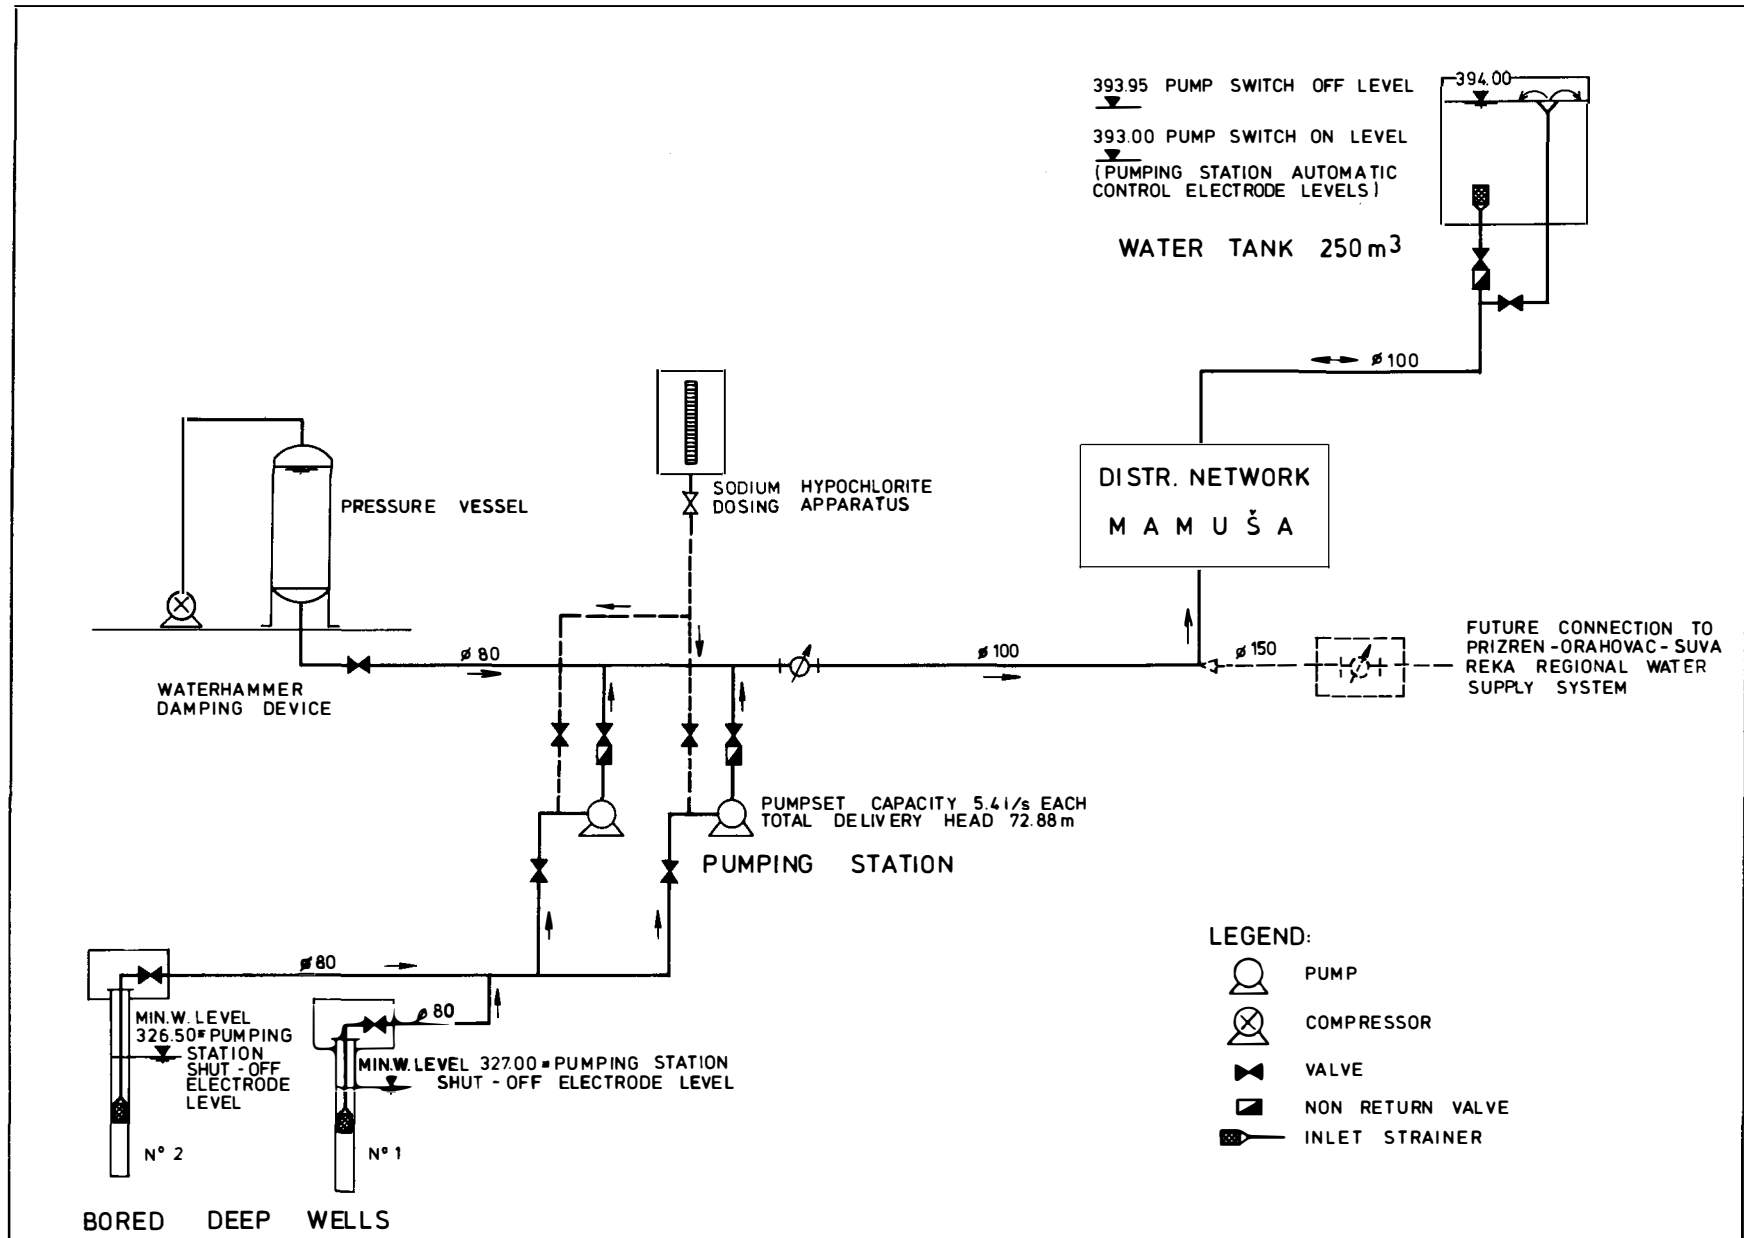 393.95 PUMP SWITCH OFF LEVEL
394.00
393.00 PUMP SWITCH ON LEVEL
(PUMPING STATION AUTOMATIC
CONTROL ELECTRODE LEVELS)
WATER TANK 250 m³
ø 100
DISTR. NETWORK
MAMUŠA
SODIUM HYPOCHLORITE
DOSING APPARATUS
PRESSURE VESSEL
ø 80
ø 100
ø 150
FUTURE CONNECTION TO
PRIZREN-ORAHOVAC-SUVA
REKA REGIONAL WATER
SUPPLY SYSTEM
WATERHAMMER
DAMPING DEVICE
PUMPSET CAPACITY 5.4 l/s EACH
TOTAL DELIVERY HEAD 72.88 m
PUMPING STATION
ø 80
ø 80
MIN. W. LEVEL
326.50 = PUMPING
STATION
SHUT-OFF
ELECTRODE
LEVEL
MIN. W. LEVEL 327.00 = PUMPING STATION
SHUT-OFF ELECTRODE LEVEL
N° 2
N° 1
BORED DEEP WELLS
LEGEND:
PUMP
COMPRESSOR
VALVE
NON RETURN VALVE
INLET STRAINER